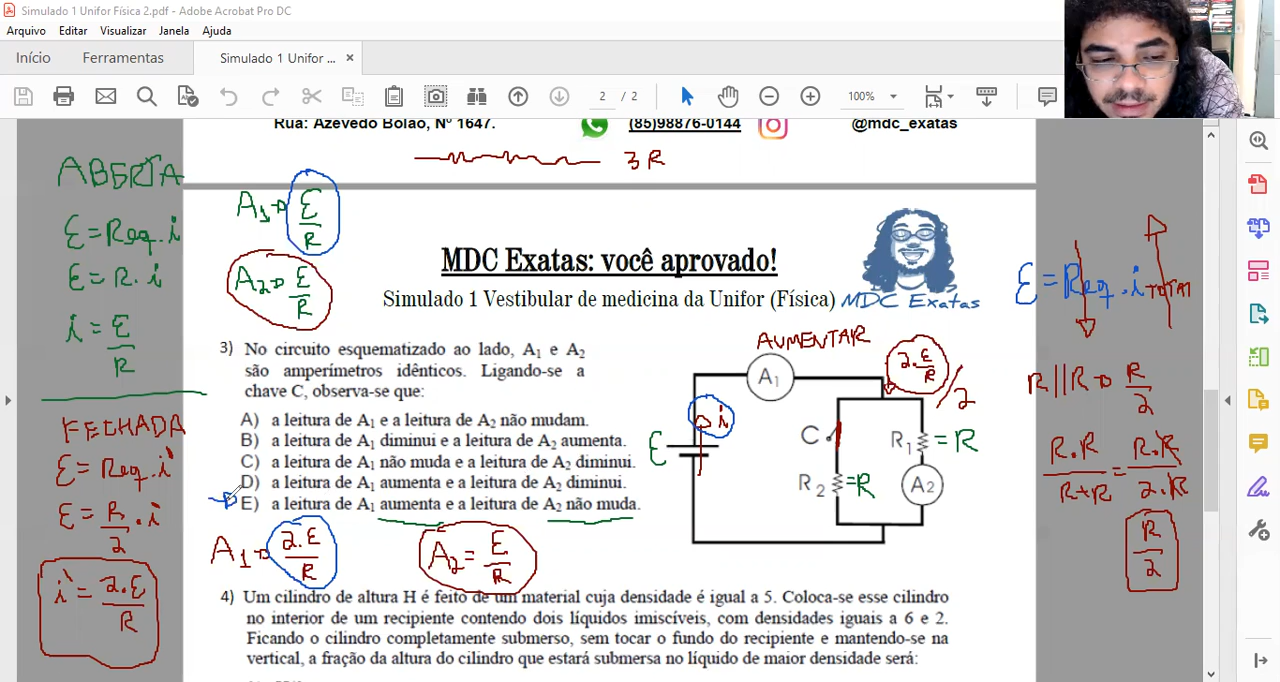 Simulado 1 Unifor Física 2.pdf - Adobe Acrobat Pro DC
Arquivo Editar Visualizar Janela Ajuda
Início Ferramentas Simulado 1 Unifor ... ×
2 / 2 100%
Rua: Azevedo Bolão, Nº 1647. (85)98876-0144 @mdc_exatas
3R
ABERTA
Ɛ = Req. i
Ɛ = R. i
i = Ɛ/R
FECHADA
Ɛ = Req. i'
Ɛ = R/2 . i
i' = 2.Ɛ/R
A1 → Ɛ/R
A2 → Ɛ/R
MDC Exatas: você aprovado!
Simulado 1 Vestibular de medicina da Unifor (Física)
MDC Exatas
3) No circuito esquematizado ao lado, A1 e A2
são amperímetros idênticos. Ligando-se a
chave C, observa-se que:
A) a leitura de A1 e a leitura de A2 não mudam.
B) a leitura de A1 diminui e a leitura de A2 aumenta.
C) a leitura de A1 não muda e a leitura de A2 diminui.
D) a leitura de A1 aumenta e a leitura de A2 diminui.
E) a leitura de A1 aumenta e a leitura de A2 não muda.
A1 → 2.Ɛ/R
A2 = Ɛ/R
AUMENTAR
A1
2.Ɛ/R /2
i
Ɛ
C
R1 = R
R2 = R
A2
Ɛ = Req. i TOTAL
R || R → R/2
R.R/R+R = R.R/2.R
R/2
4) Um cilindro de altura H é feito de um material cuja densidade é igual a 5. Coloca-se esse cilindro
no interior de um recipiente contendo dois líquidos imiscíveis, com densidades iguais a 6 e 2.
Ficando o cilindro completamente submerso, sem tocar o fundo do recipiente e mantendo-se na
vertical, a fração da altura do cilindro que estará submersa no líquido de maior densidade será: